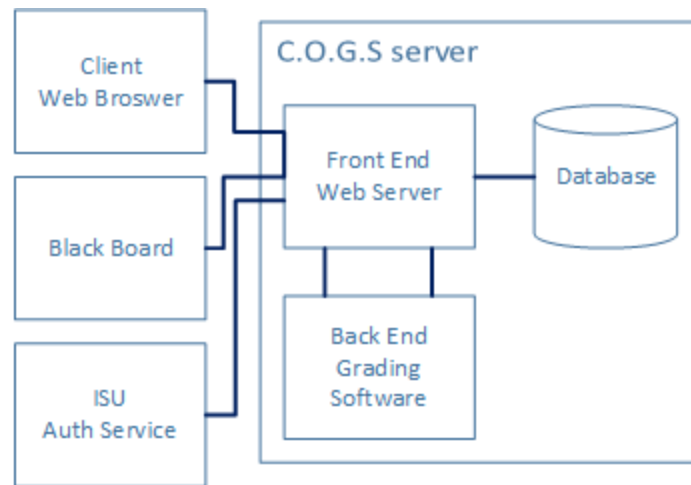 Client
Web Broswer
C.O.G.S server
Front End
Web Server
Database
Black Board
Back End
Grading
Software
ISU
Auth Service